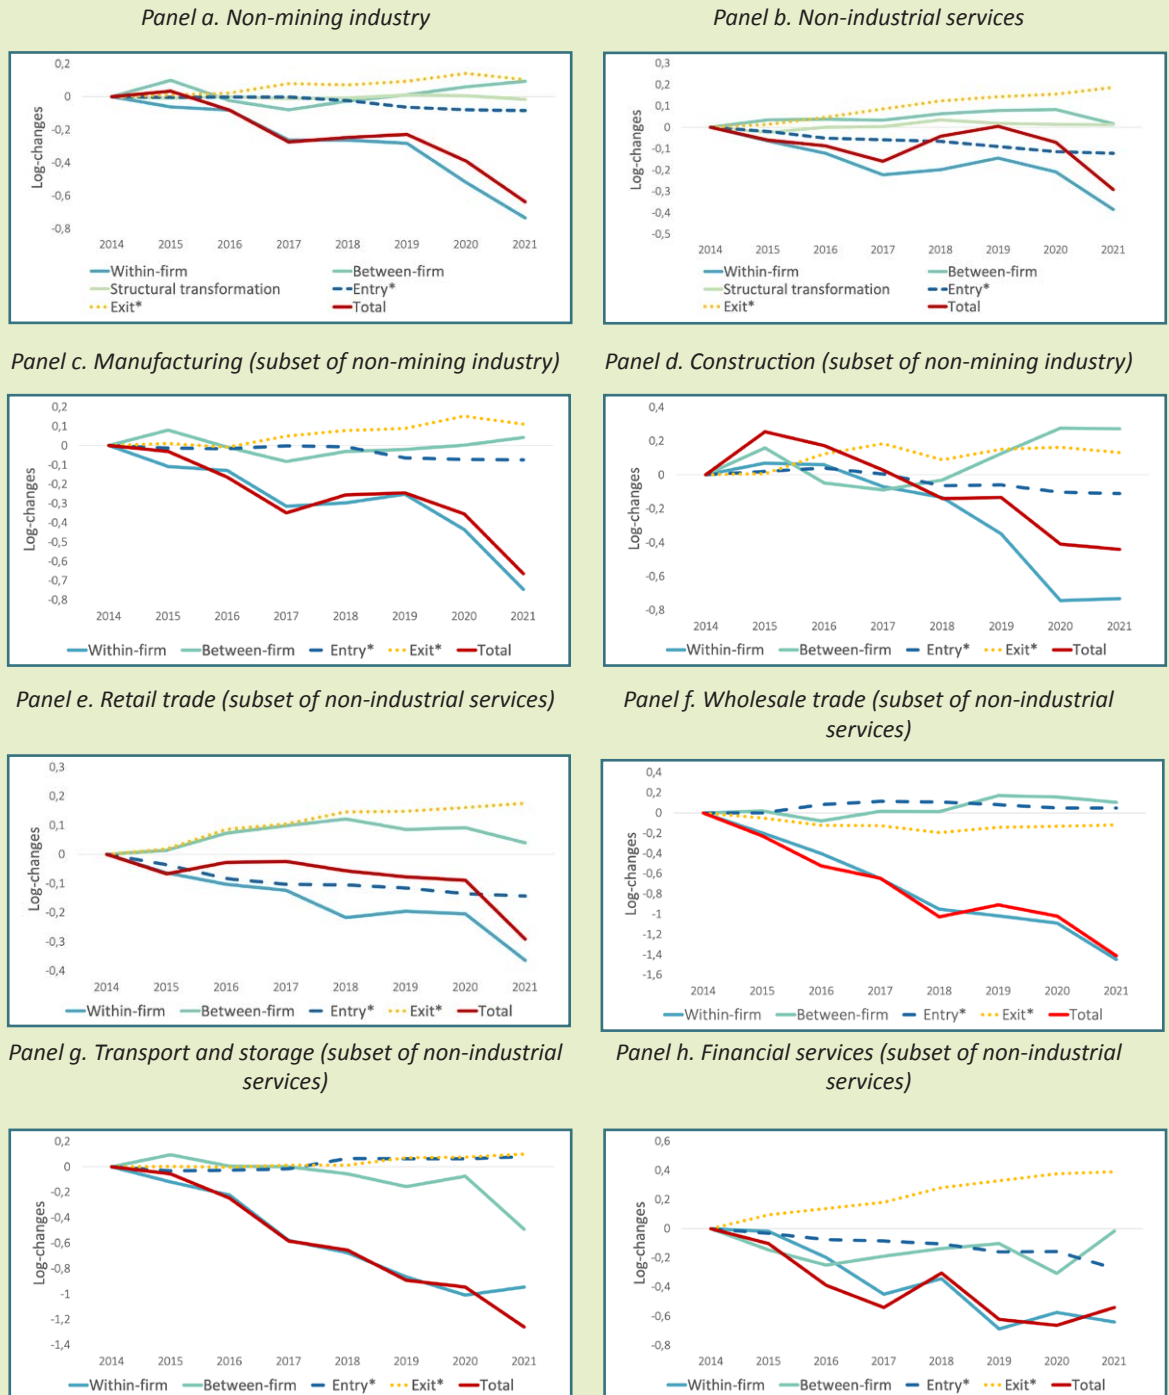 Panel a. Non-mining industry
0,2
0
-0,2
-0,4
-0,6
-0,8
Log-changes
2014 2015 2016 2017 2018 2019 2020 2021
Within-firm Between-firm
Structural transformation Entry*
Exit* Total
Panel b. Non-industrial services
0,3
0,2
0,1
0
-0,1
-0,2
-0,3
-0,4
-0,5
Log-changes
2014 2015 2016 2017 2018 2019 2020 2021
Within-firm Between-firm
Structural transformation Entry*
Exit* Total
Panel c. Manufacturing (subset of non-mining industry)
0,2
0,1
0
-0,1
-0,2
-0,3
-0,4
-0,5
-0,6
-0,7
-0,8
Log-changes
2014 2015 2016 2017 2018 2019 2020 2021
Within-firm Between-firm Entry* Exit* Total
Panel d. Construction (subset of non-mining industry)
0,4
0,2
0
-0,2
-0,4
-0,6
-0,8
Log-changes
2014 2015 2016 2017 2018 2019 2020 2021
Within-firm Between-firm Entry* Exit* Total
Panel e. Retail trade (subset of non-industrial services)
0,3
0,2
0,1
0
-0,1
-0,2
-0,3
-0,4
Log-changes
2014 2015 2016 2017 2018 2019 2020 2021
Within-firm Between-firm Entry* Exit* Total
Panel f. Wholesale trade (subset of non-industrial
services)
0,4
0,2
0
-0,2
-0,4
-0,6
-0,8
-1
-1,2
-1,4
-1,6
Log-changes
2014 2015 2016 2017 2018 2019 2020 2021
Within-firm Between-firm Entry* Exit* Total
Panel g. Transport and storage (subset of non-industrial
services)
0,2
0
-0,2
-0,4
-0,6
-0,8
-1
-1,2
-1,4
Log-changes
2014 2015 2016 2017 2018 2019 2020 2021
Within-firm Between-firm Entry* Exit* Total
Panel h. Financial services (subset of non-industrial
services)
0,6
0,4
0,2
0
-0,2
-0,4
-0,6
-0,8
Log-changes
2014 2015 2016 2017 2018 2019 2020 2021
Within-firm Between-firm Entry* Exit* Total